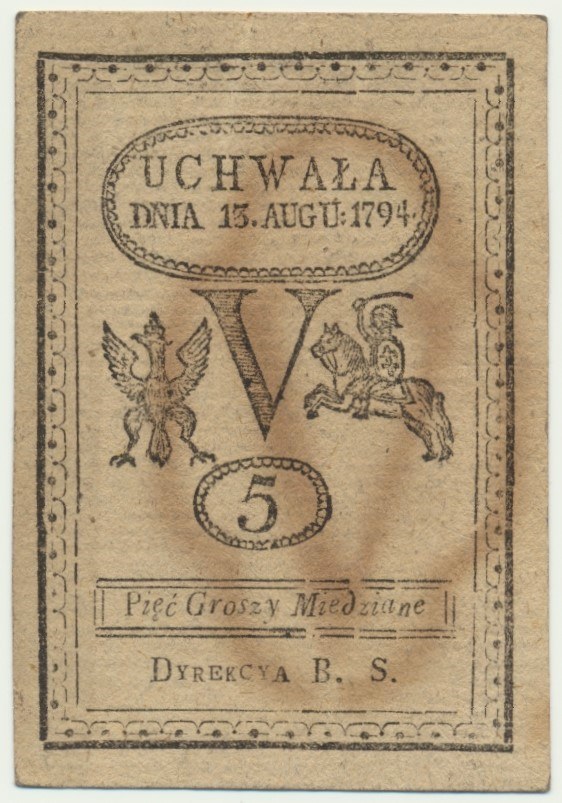 UCHWAŁA
DNIA 13. AUGU: 1794.
V
5
Pięć Groszy Miedziane
DYREKCYA B. S.